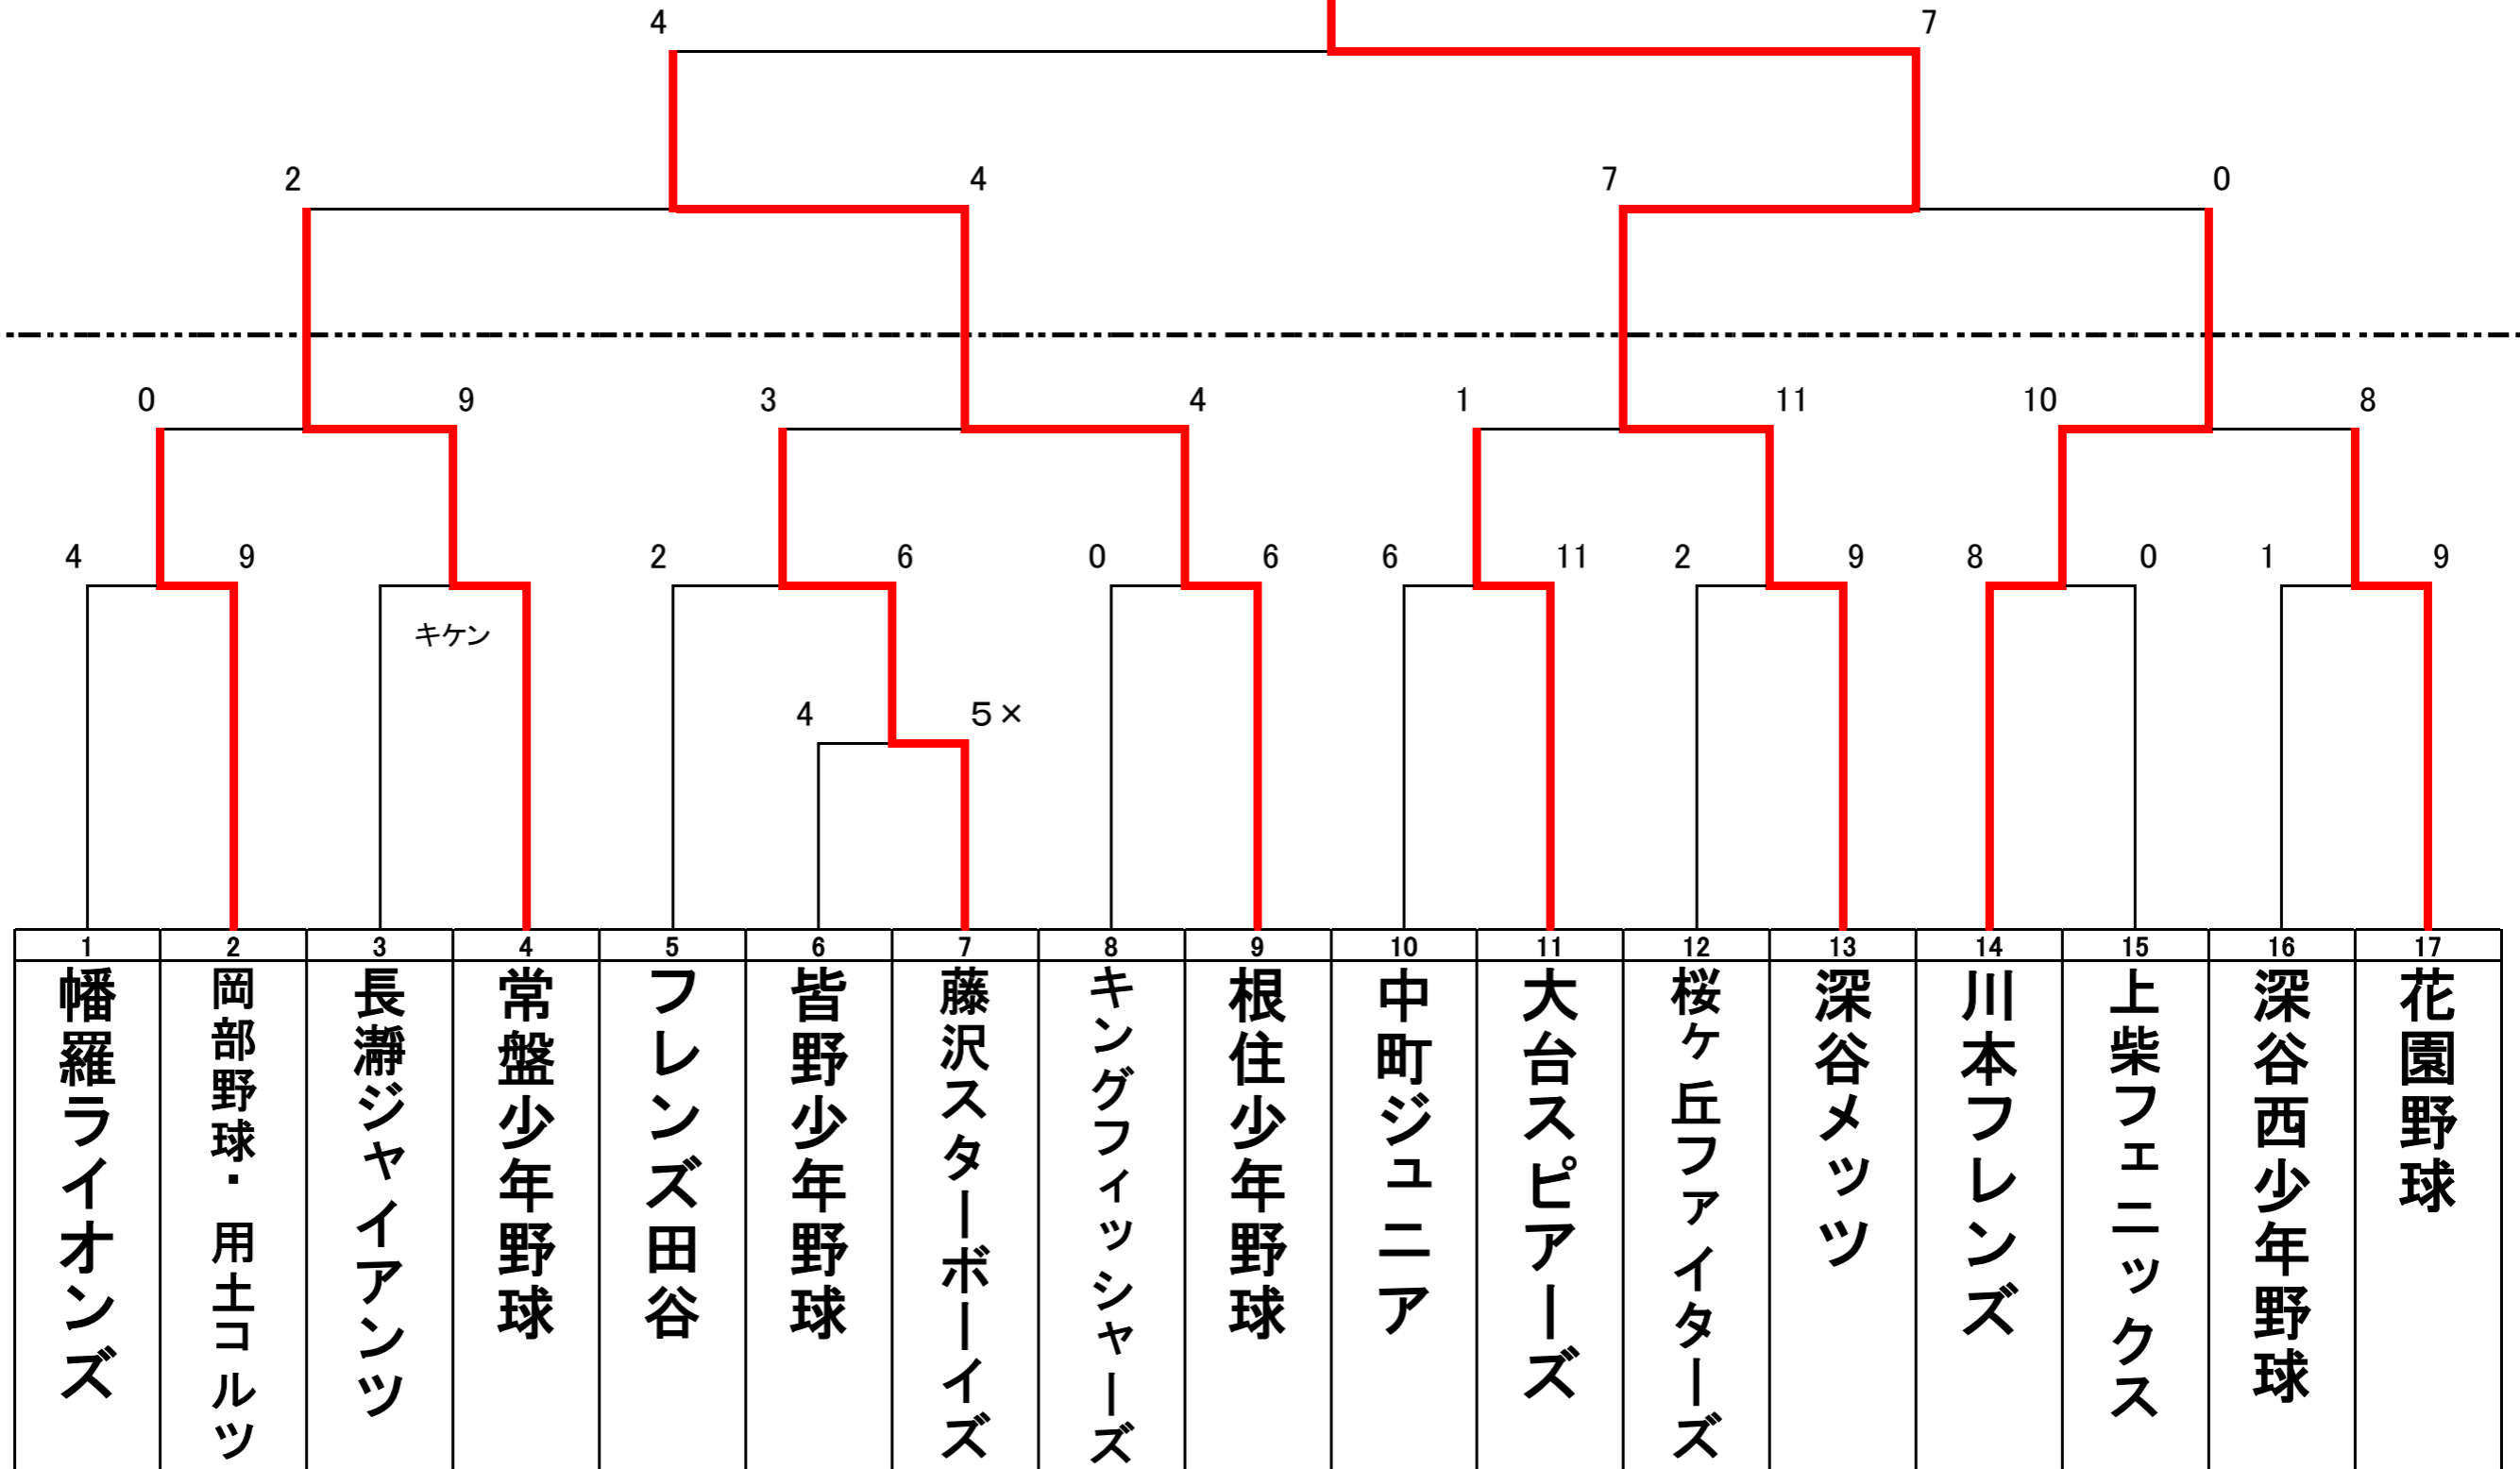 4 7
2 4 7 0
0 9 3 4 1 11 10 8
4 9 2 6 0 6 6 11 2 9 8 0 1 9
キケン
4 5×
1 2 3 4 5 6 7 8 9 10 11 12 13 14 15 16 17
幡羅ライオンズ
岡部野球・用土コルツ
長瀞ジャイアンツ
常盤少年野球
フレンズ田谷
皆野少年野球
藤沢スターボーイズ
キングフィッシャーズ
根住少年野球
中町ジュニア
大台スピアーズ
桜ケ丘ファイターズ
深谷メッツ
川本フレンズ
上柴フェニックス
深谷西少年野球
花園野球